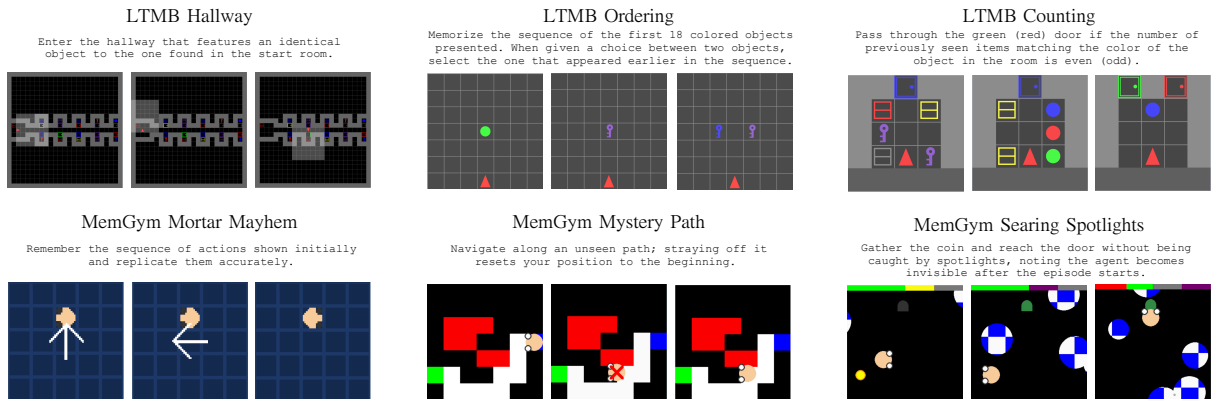 LTMB Hallway
Enter the hallway that features an identical
object to the one found in the start room.
LTMB Ordering
Memorize the sequence of the first 18 colored objects
presented. When given a choice between two objects,
select the one that appeared earlier in the sequence.
LTMB Counting
Pass through the green (red) door if the number of
previously seen items matching the color of the
object in the room is even (odd).
MemGym Mortar Mayhem
Remember the sequence of actions shown initially
and replicate them accurately.
MemGym Mystery Path
Navigate along an unseen path; straying off it
resets your position to the beginning.
MemGym Searing Spotlights
Gather the coin and reach the door without being
caught by spotlights, noting the agent becomes
invisible after the episode starts.